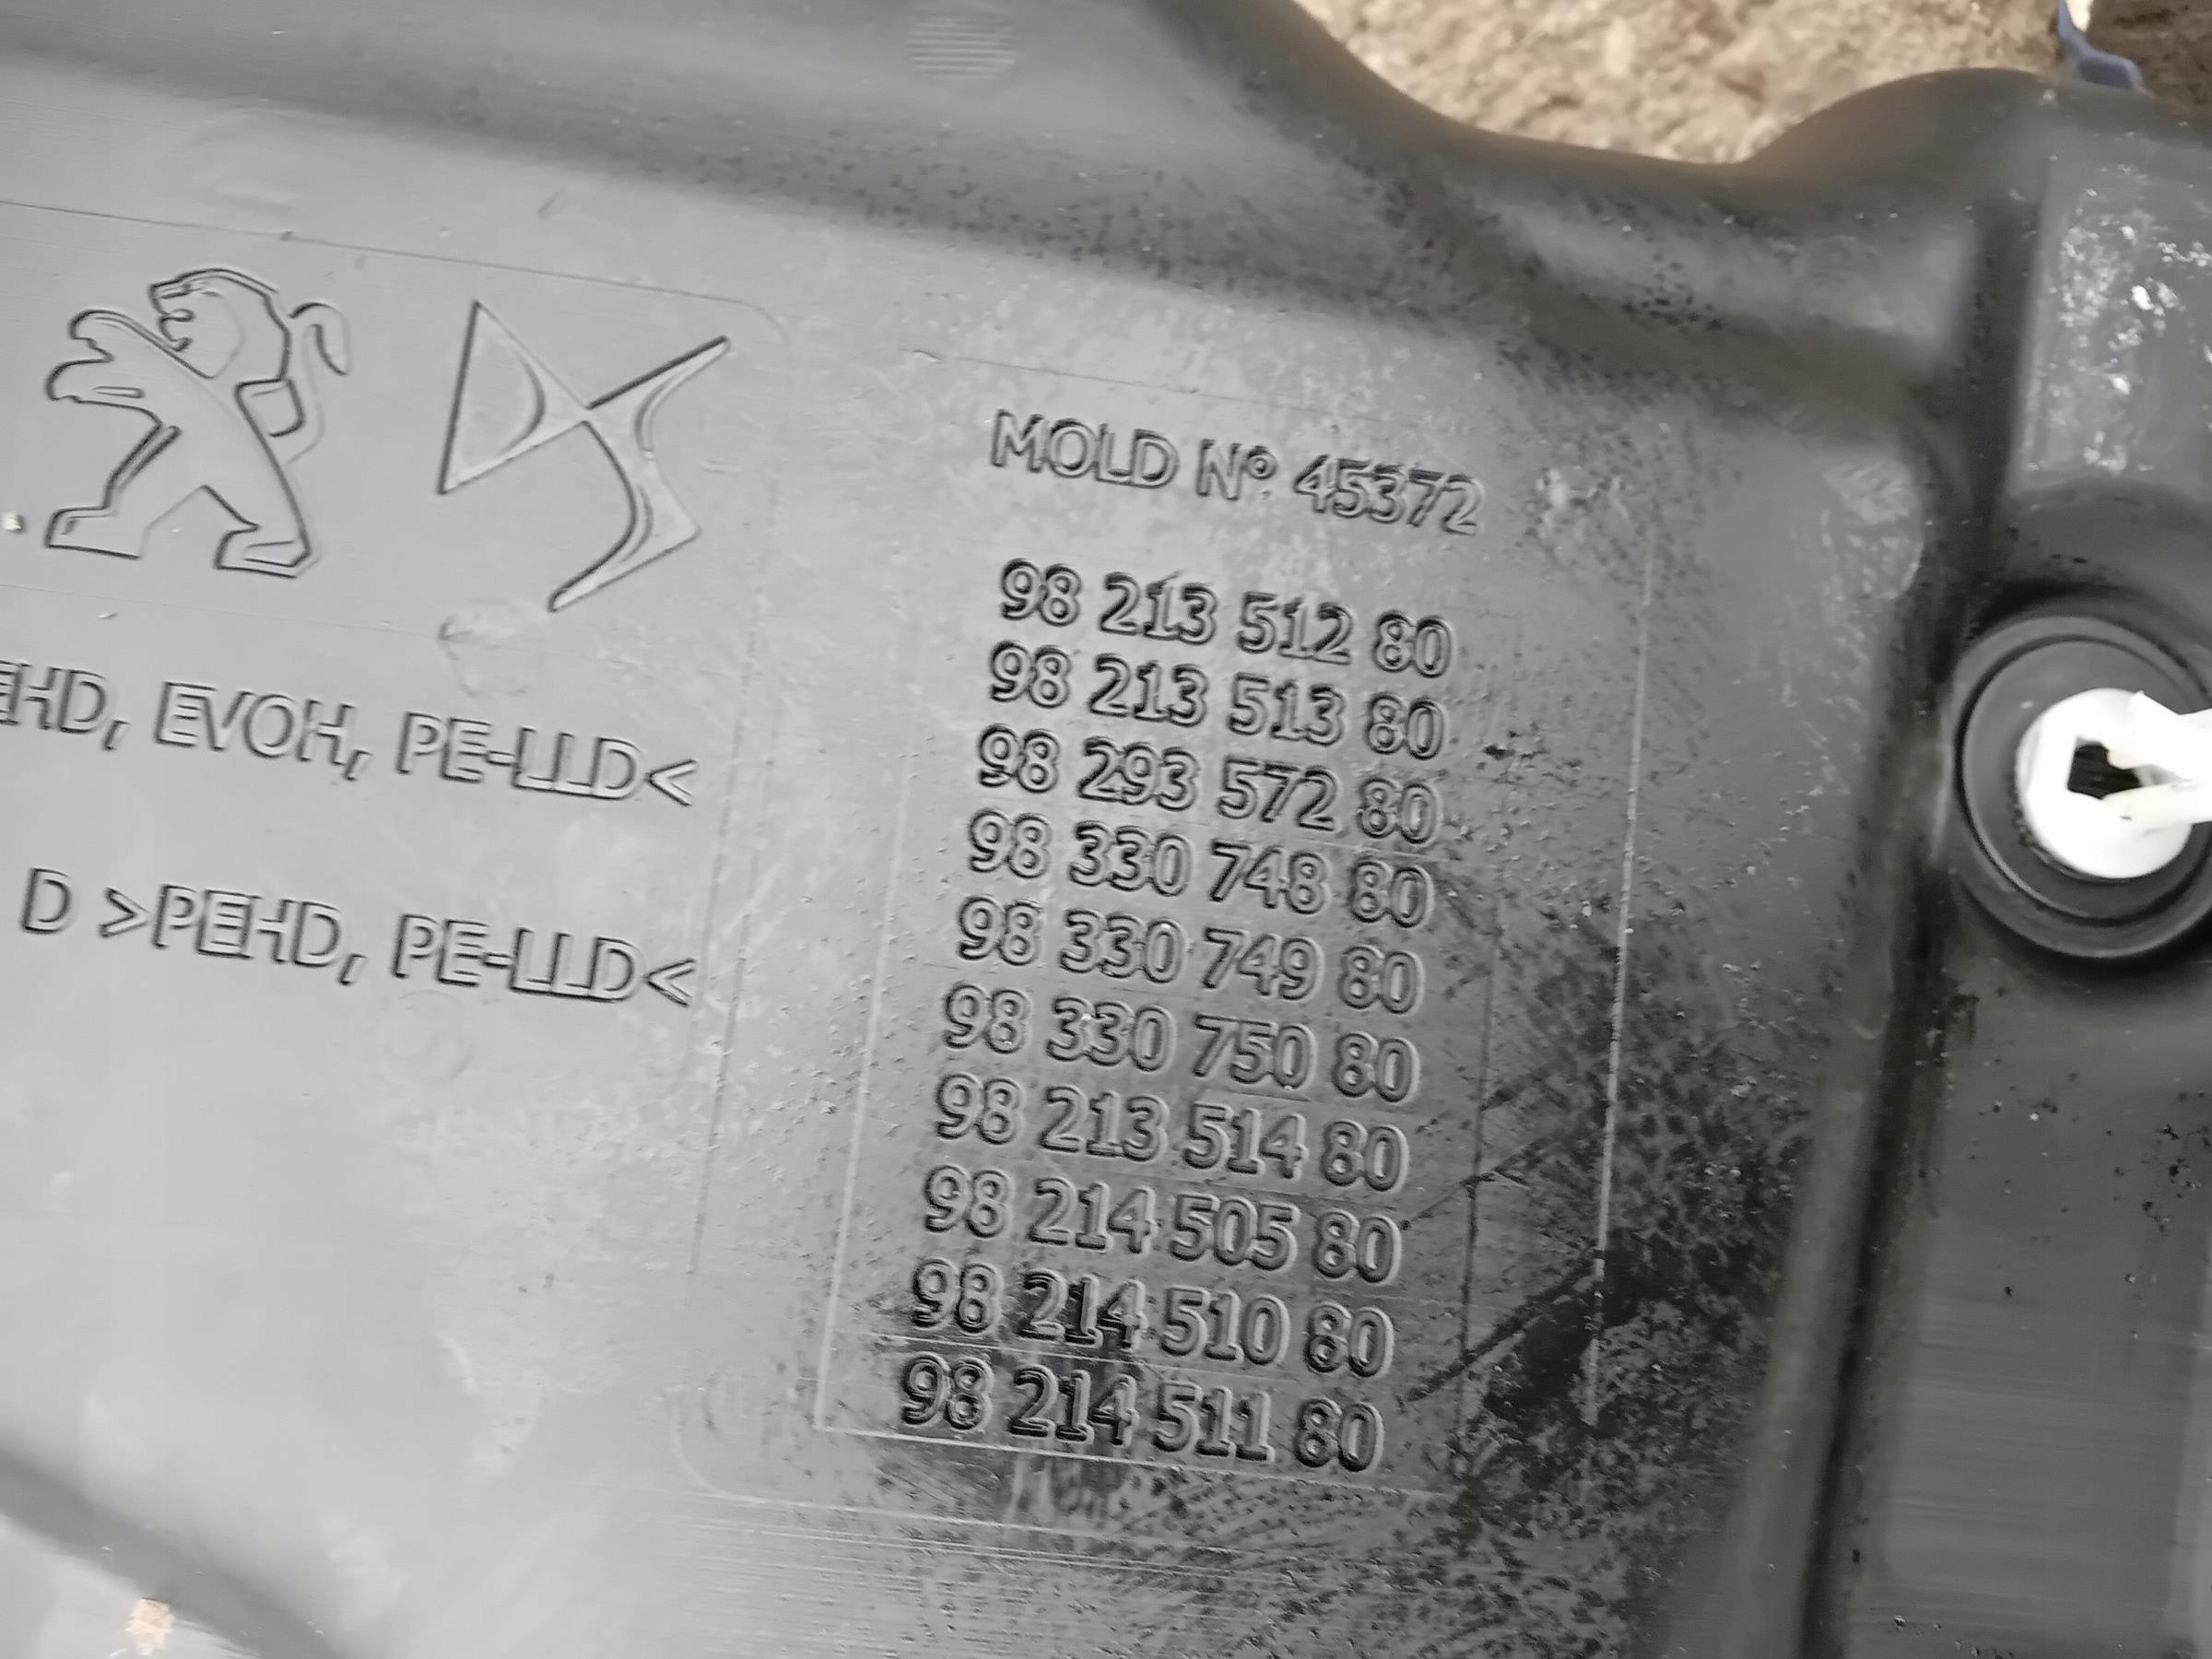 MOLD Nº 45372
98 213 512 80
98 213 513 80
98 293 572 80
98 330 748 80
98 330 749 80
98 330 750 80
98 213 514 80
98 214 505 80
98 214 510 80
98 214 511 80
EVOH, PE-LLD<
D >PEHD, PE-LLD<